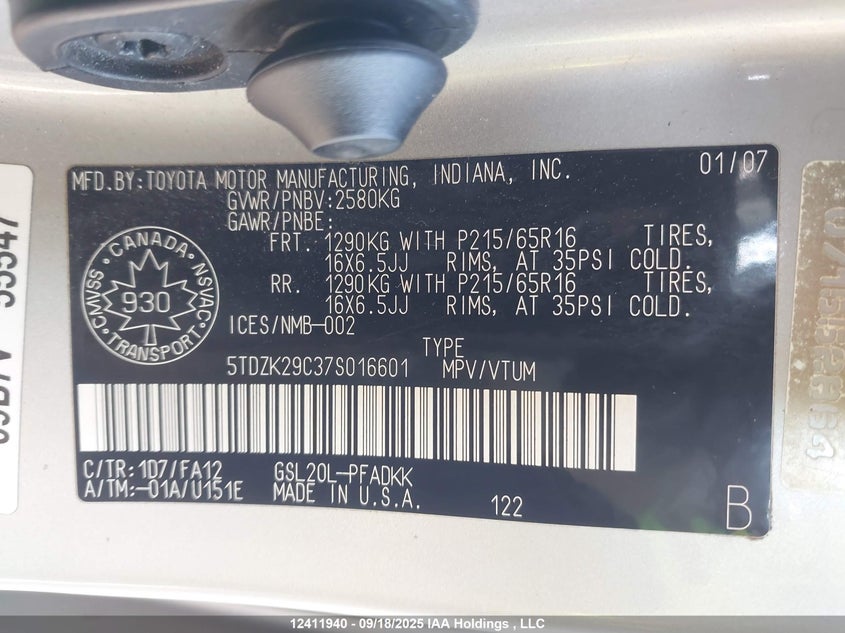 MFD.BY:TOYOTA MOTOR MANUFACTURING, INDIANA, INC. 01/07
GVWR/PNBV:2580KG
GAWR/PNBE:
FRT. 1290KG WITH P215/65R16 TIRES,
16X6.5JJ RIMS, AT 35PSI COLD.
RR. 1290KG WITH P215/65R16 TIRES,
16X6.5JJ RIMS, AT 35PSI COLD.
CANADA
CMVSS NSVAC
930
TRANSPORT
ICES/NMB-002
TYPE
5TDZK29C37S016601 MPV/VTUM
C/TR:1D7/FA12 GSL20L-PFADKK
A/TM:-01A/U151E MADE IN U.S.A. 122 B
12411940 - 09/18/2025 IAA Holdings , LLC